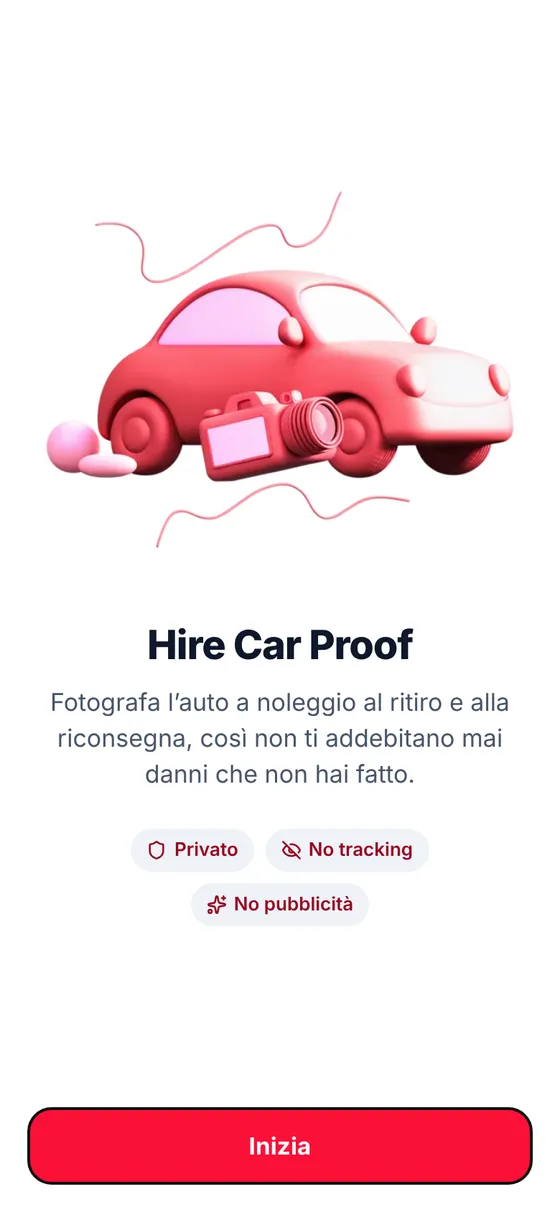 Hire Car Proof
Fotografa l’auto a noleggio al ritiro e alla
riconsegna, così non ti addebitano mai
danni che non hai fatto.
Privato
No tracking
No pubblicità
Inizia